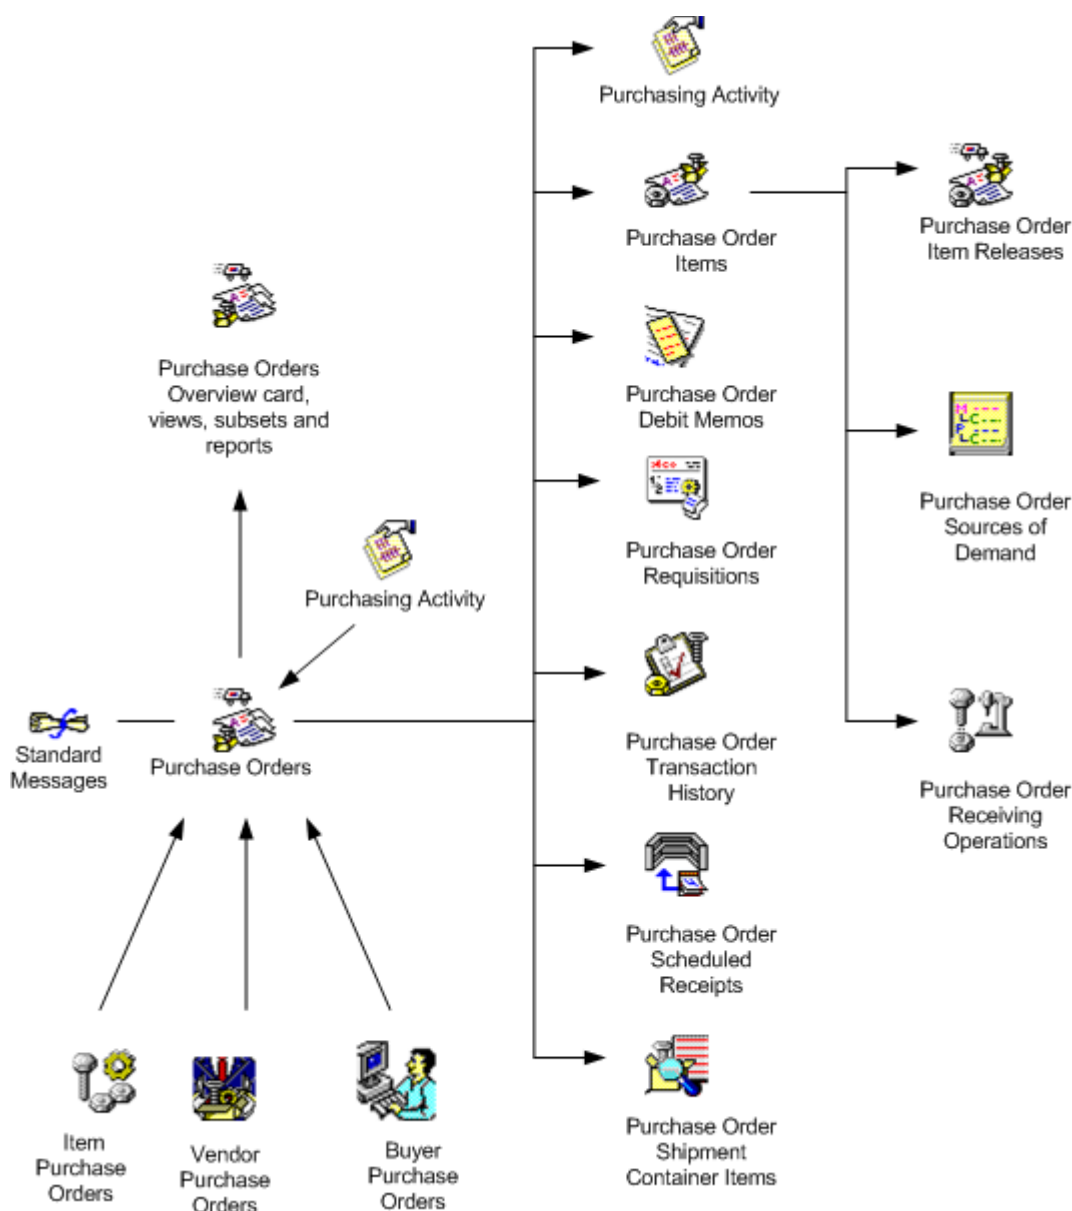 Purchasing Activity
Purchase Order
Items
Purchase Order
Item Releases
Purchase Orders
Overview card,
views, subsets and
reports
Purchase Order
Debit Memos
Purchase Order
Sources of
Demand
Purchase Order
Requisitions
Purchasing Activity
Standard
Messages
Purchase Orders
Purchase Order
Transaction
History
Purchase Order
Receiving
Operations
Purchase Order
Scheduled
Receipts
Item
Purchase
Orders
Vendor
Purchase
Orders
Buyer
Purchase
Orders
Purchase Order
Shipment
Container Items